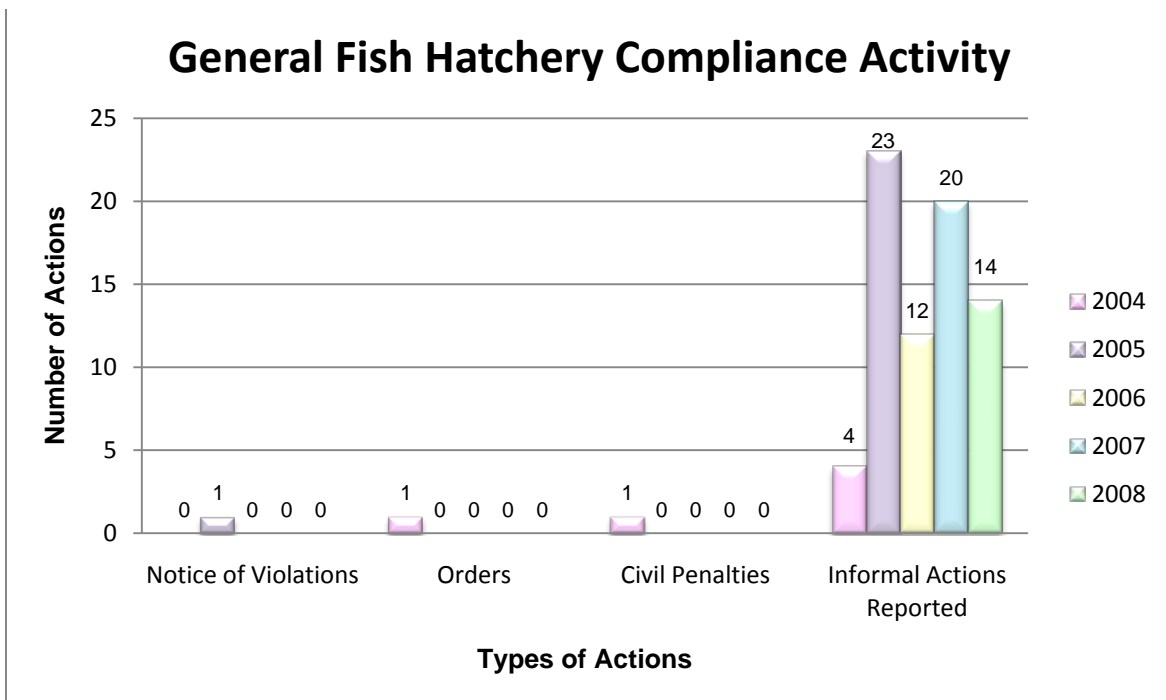 General Fish Hatchery Compliance Activity
25
20
15
10
5
0
Number of Actions
0 1 0 0 0
1 0 0 0 0
1 0 0 0 0
4 23 12 20 14
Notice of Violations
Orders
Civil Penalties
Informal Actions
Reported
Types of Actions
2004
2005
2006
2007
2008